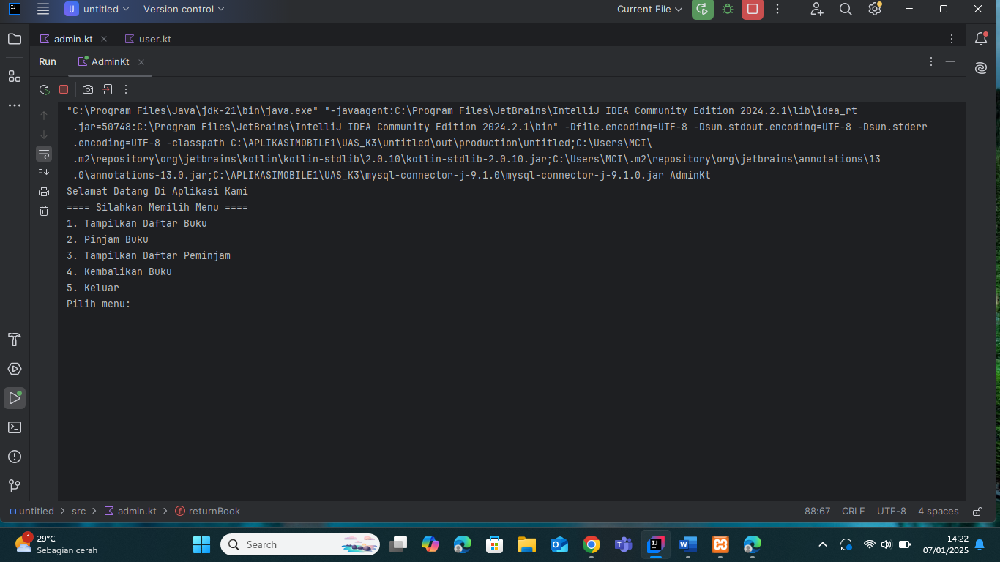 U untitled Version control Current File
admin.kt user.kt
Run AdminKt
"C:\Program Files\Java\jdk-21\bin\java.exe" "-javaagent:C:\Program Files\JetBrains\IntelliJ IDEA Community Edition 2024.2.1\lib\idea_rt
.jar=50748:C:\Program Files\JetBrains\IntelliJ IDEA Community Edition 2024.2.1\bin" -Dfile.encoding=UTF-8 -Dsun.stdout.encoding=UTF-8 -Dsun.stderr
.encoding=UTF-8 -classpath C:\APLIKASIMOBILE1\UAS_K3\untitled\out\production\untitled;C:\Users\MCI\
.m2\repository\org\jetbrains\kotlin\kotlin-stdlib\2.0.10\kotlin-stdlib-2.0.10.jar;C:\Users\MCI\.m2\repository\org\jetbrains\annotations\13
.0\annotations-13.0.jar;C:\APLIKASIMOBILE1\UAS_K3\mysql-connector-j-9.1.0\mysql-connector-j-9.1.0.jar AdminKt
Selamat Datang Di Aplikasi Kami
==== Silahkan Memilih Menu ====
1. Tampilkan Daftar Buku
2. Pinjam Buku
3. Tampilkan Daftar Peminjam
4. Kembalikan Buku
5. Keluar
Pilih menu:
untitled > src > admin.kt > returnBook 88:67 CRLF UTF-8 4 spaces
1 29°C
Sebagian cerah
Search
14:22
07/01/2025